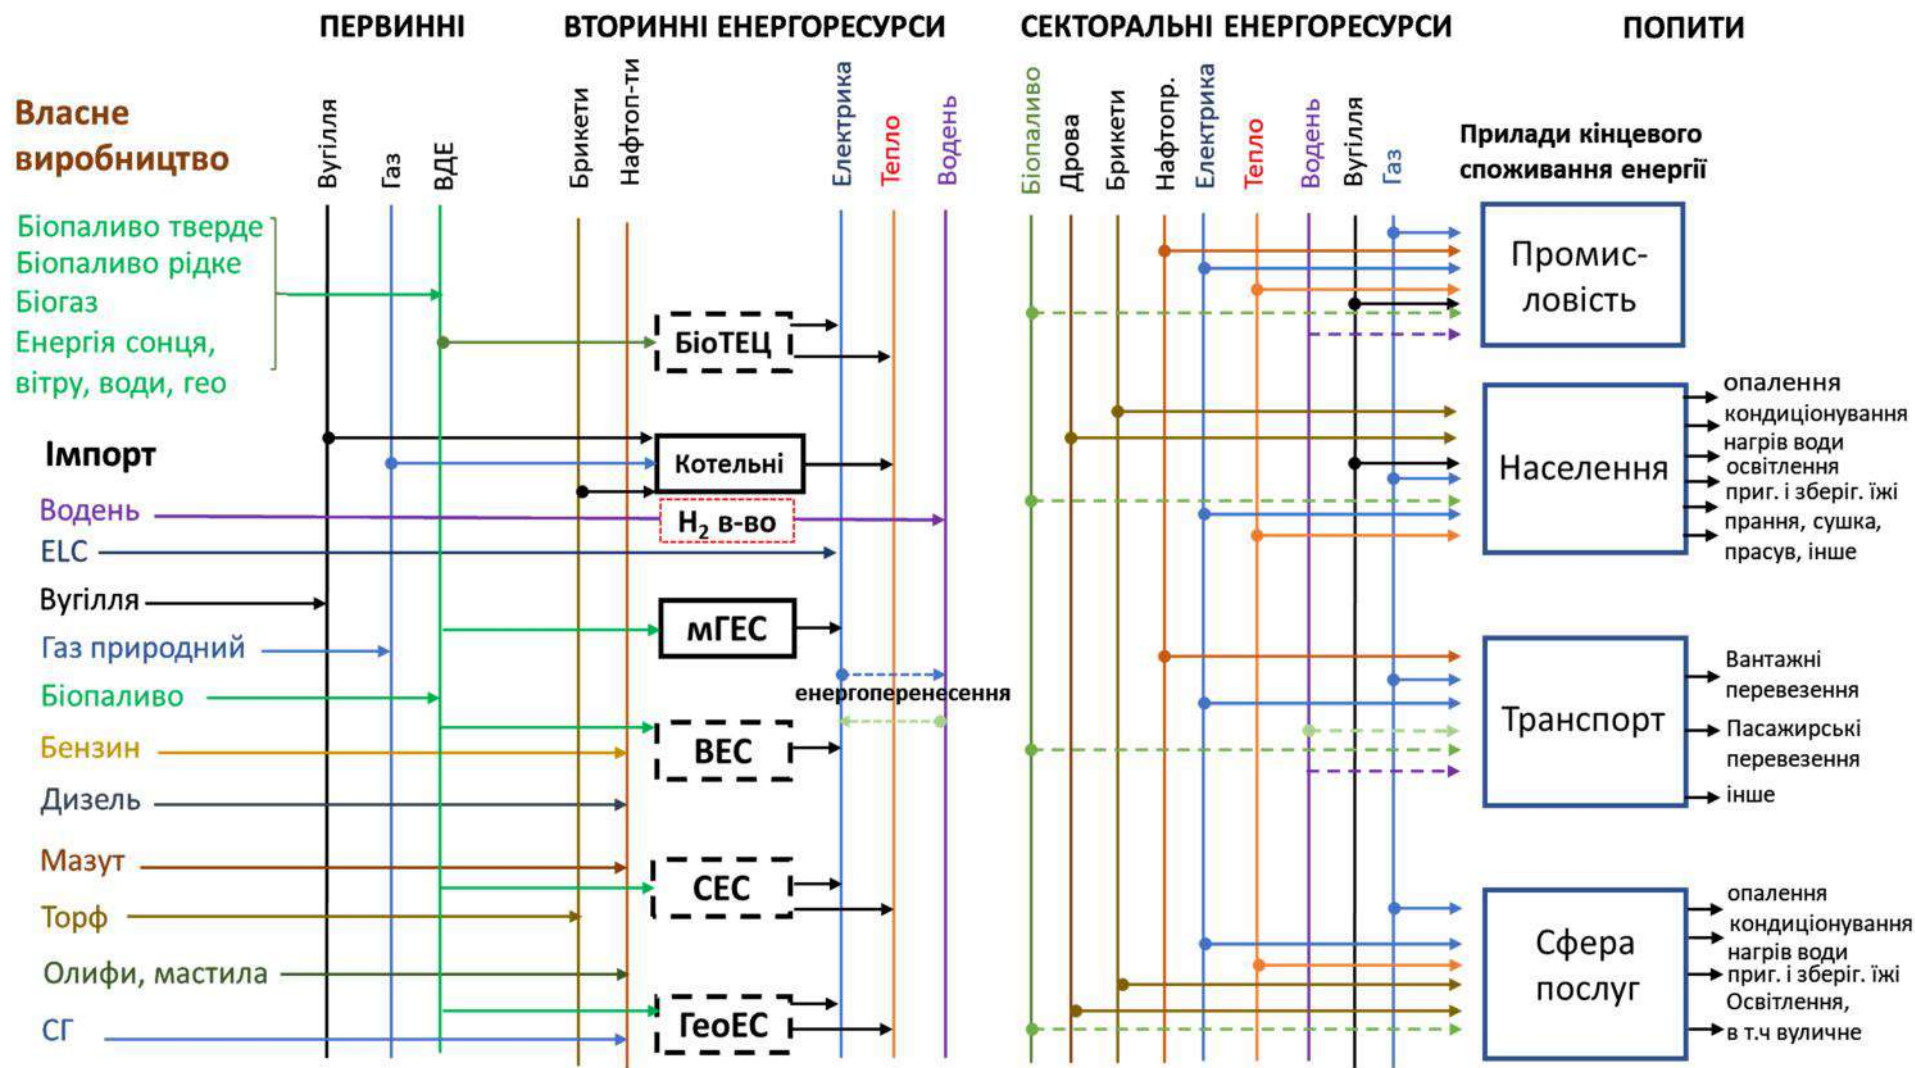 ПЕРВИННІ
ВТОРИННІ ЕНЕРГОРЕСУРСИ
СЕКТОРАЛЬНІ ЕНЕРГОРЕСУРСИ
ПОПИТИ
Власне
виробництво
Вугілля
Газ
ВДЕ
Брикети
Нафтоп-ти
Електрика
Тепло
Водень
Біопаливо
Дрова
Брикети
Нафтопр.
Електрика
Тепло
Водень
Вугілля
Газ
Прилади кінцевого
споживання енергії
Біопаливо тверде
Біопаливо рідке
Біогаз
Енергія сонця,
вітру, води, гео
Імпорт
Водень
ELC
Вугілля
Газ природний
Біопаливо
Бензин
Дизель
Мазут
Торф
Олифи, мастила
СГ
БіоТЕЦ
Котельні
H₂ в-во
мГЕС
енергоперенесення
ВЕС
СЕС
ГеоЕС
Промис-
ловість
Населення
опалення
кондиціонування
нагрів води
освітлення
приг. і зберіг. їжі
прання, сушка,
прасув, інше
Транспорт
Вантажні
перевезення
Пасажирські
перевезення
інше
Сфера
послуг
опалення
кондиціонування
нагрів води
приг. і зберіг. їжі
Освітлення,
в т.ч вуличне